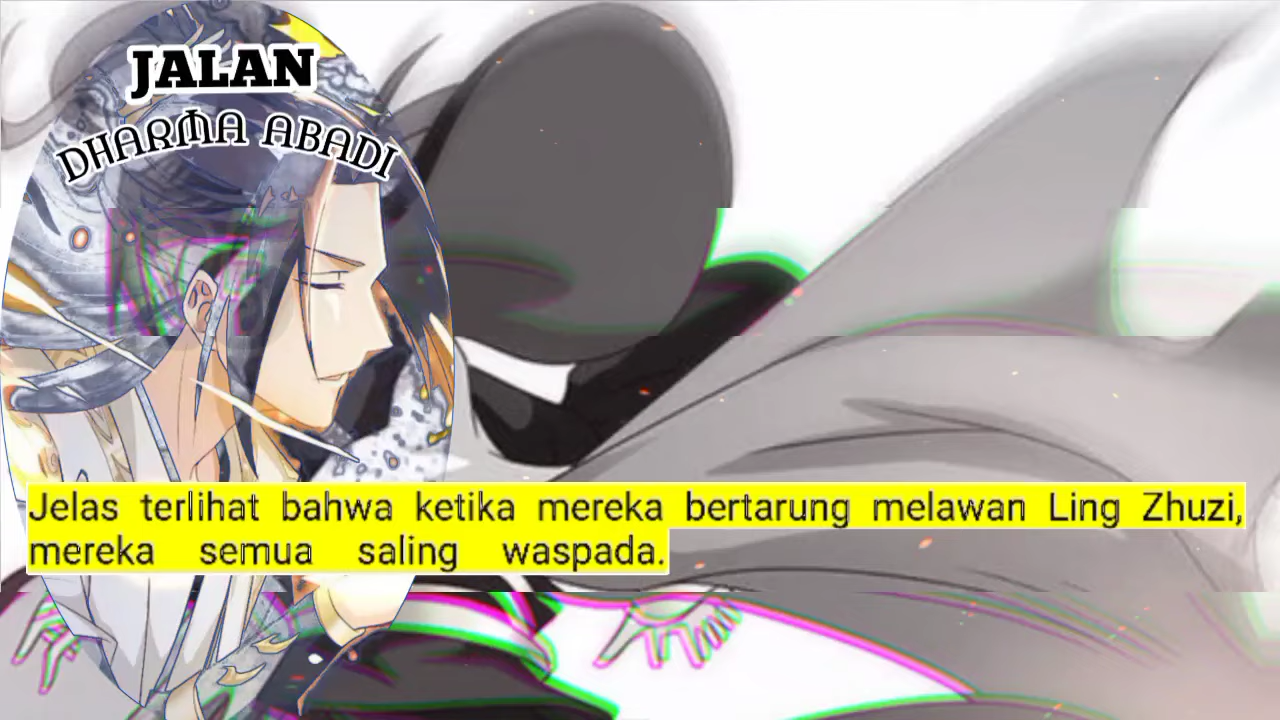 JALAN
DHARMA ABADI
Jelas terlihat bahwa ketika mereka bertarung melawan Ling Zhuzi,
mereka semua saling waspada.